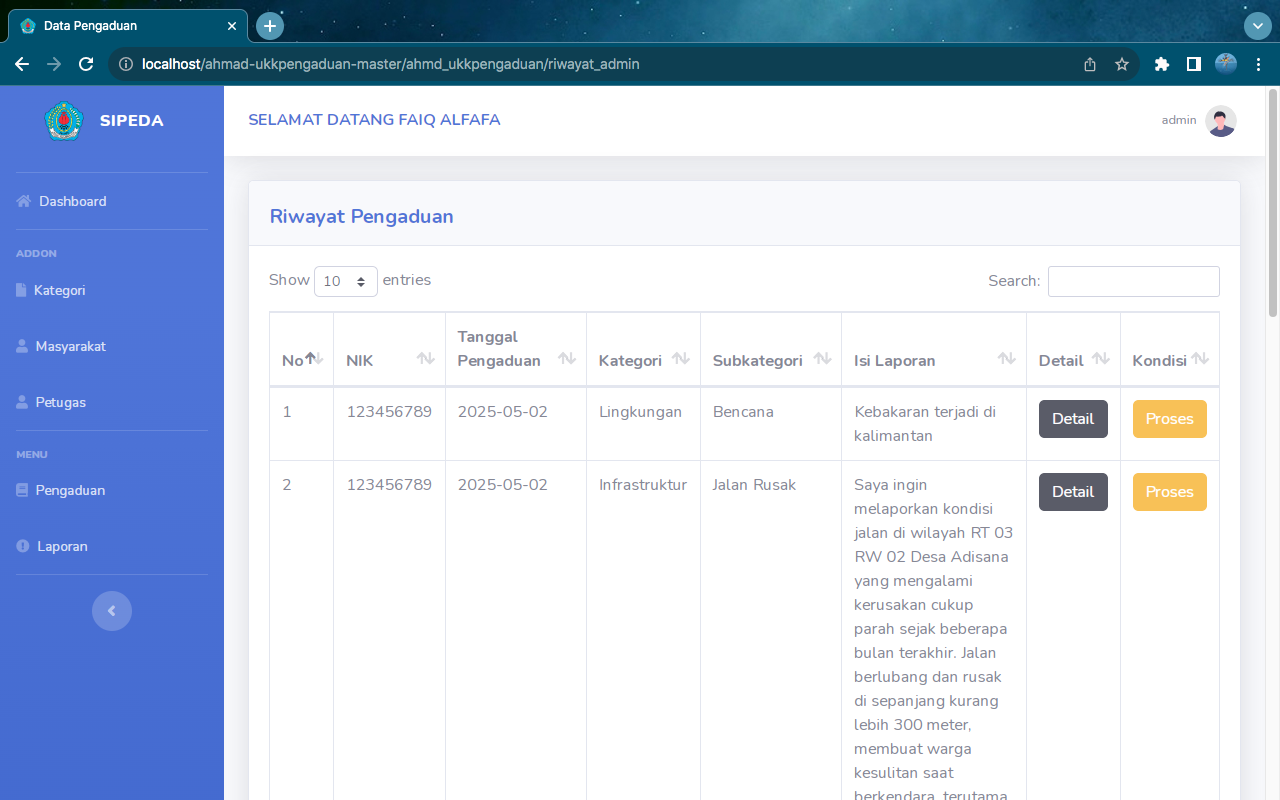 Data Pengaduan
localhost/ahmad-ukkpengaduan-master/ahmd_ukkpengaduan/riwayat_admin
SIPEDA
SELAMAT DATANG FAIQ ALFAFA
admin
Dashboard
ADDON
Kategori
Masyarakat
Petugas
MENU
Pengaduan
Laporan
Riwayat Pengaduan
Show 10 entries
Search:
No NIK Tanggal Pengaduan Kategori Subkategori Isi Laporan Detail Kondisi
1 123456789 2025-05-02 Lingkungan Bencana Kebakaran terjadi di Detail Proses
kalimantan
2 123456789 2025-05-02 Infrastruktur Jalan Rusak Saya ingin Detail Proses
melaporkan kondisi
jalan di wilayah RT 03
RW 02 Desa Adisana
yang mengalami
kerusakan cukup
parah sejak beberapa
bulan terakhir. Jalan
berlubang dan rusak
di sepanjang kurang
lebih 300 meter,
membuat warga
kesulitan saat
berkendara, terutama